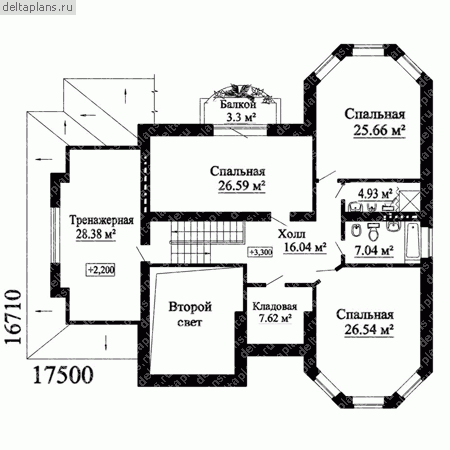 deltaplans.ru
Балкон
3.3 м²
Спальная
25.66 м²
Спальная
26.59 м²
4.93 м²
Тренажерная
28.38 м²
Холл
16.04 м²
7.04 м²
+3,300
+2,200
Второй
свет
Кладовая
7.62 м²
Спальная
26.54 м²
16710
17500